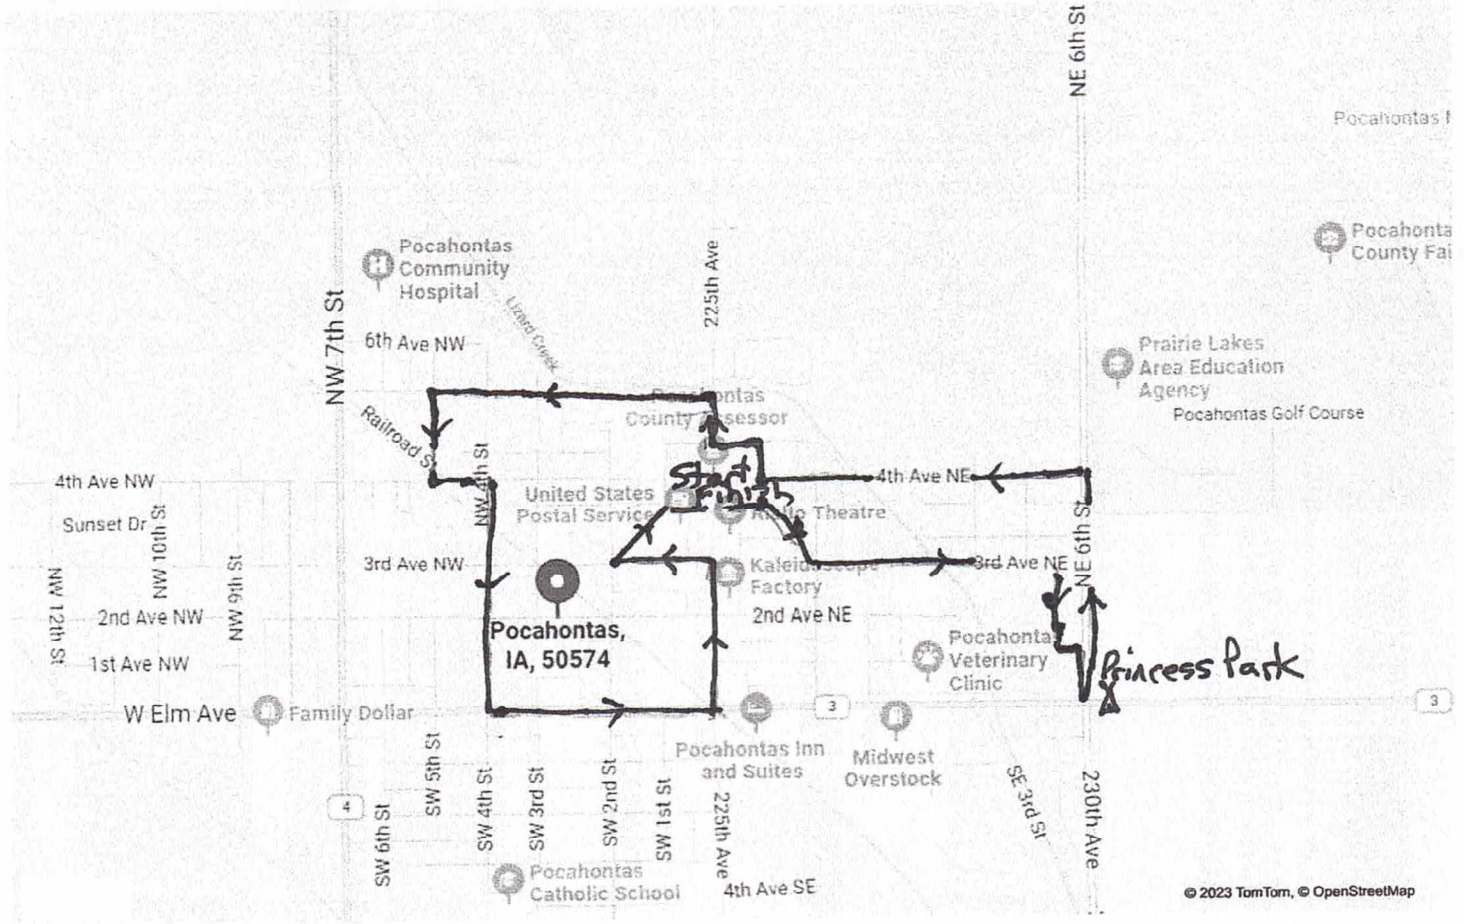 NE 6th St
Pocahontas
Pocahontas
Community
Hospital
Pocahonta
County Fai
225th Ave
NW 7th St
Lizard Creek
6th Ave NW
Prairie Lakes
Area Education
Agency
Pocahontas Golf Course
Pocahontas
County Assessor
Railroad St
NW 4th St
Start
Finish
4th Ave NE
4th Ave NW
United States
Postal Service
Rialto Theatre
Sunset Dr
NW 10th St
NE 6th St
3rd Ave NW
3rd Ave NE
Kaleidoscope
Factory
NW 12th St
NW 9th St
2nd Ave NW
2nd Ave NE
Pocahontas,
IA, 50574
Pocahonta
Veterinary
Clinic
Princess Park
X
1st Ave NW
W Elm Ave
Family Dollar
3
3
Pocahontas Inn
and Suites
Midwest
Overstock
SW 5th St
SW 4th St
SW 3rd St
SW 2nd St
SW 1st St
225th Ave
SE 3rd St
230th Ave
4
SW 6th St
Pocahontas
Catholic School
4th Ave SE
© 2023 TomTom, © OpenStreetMap